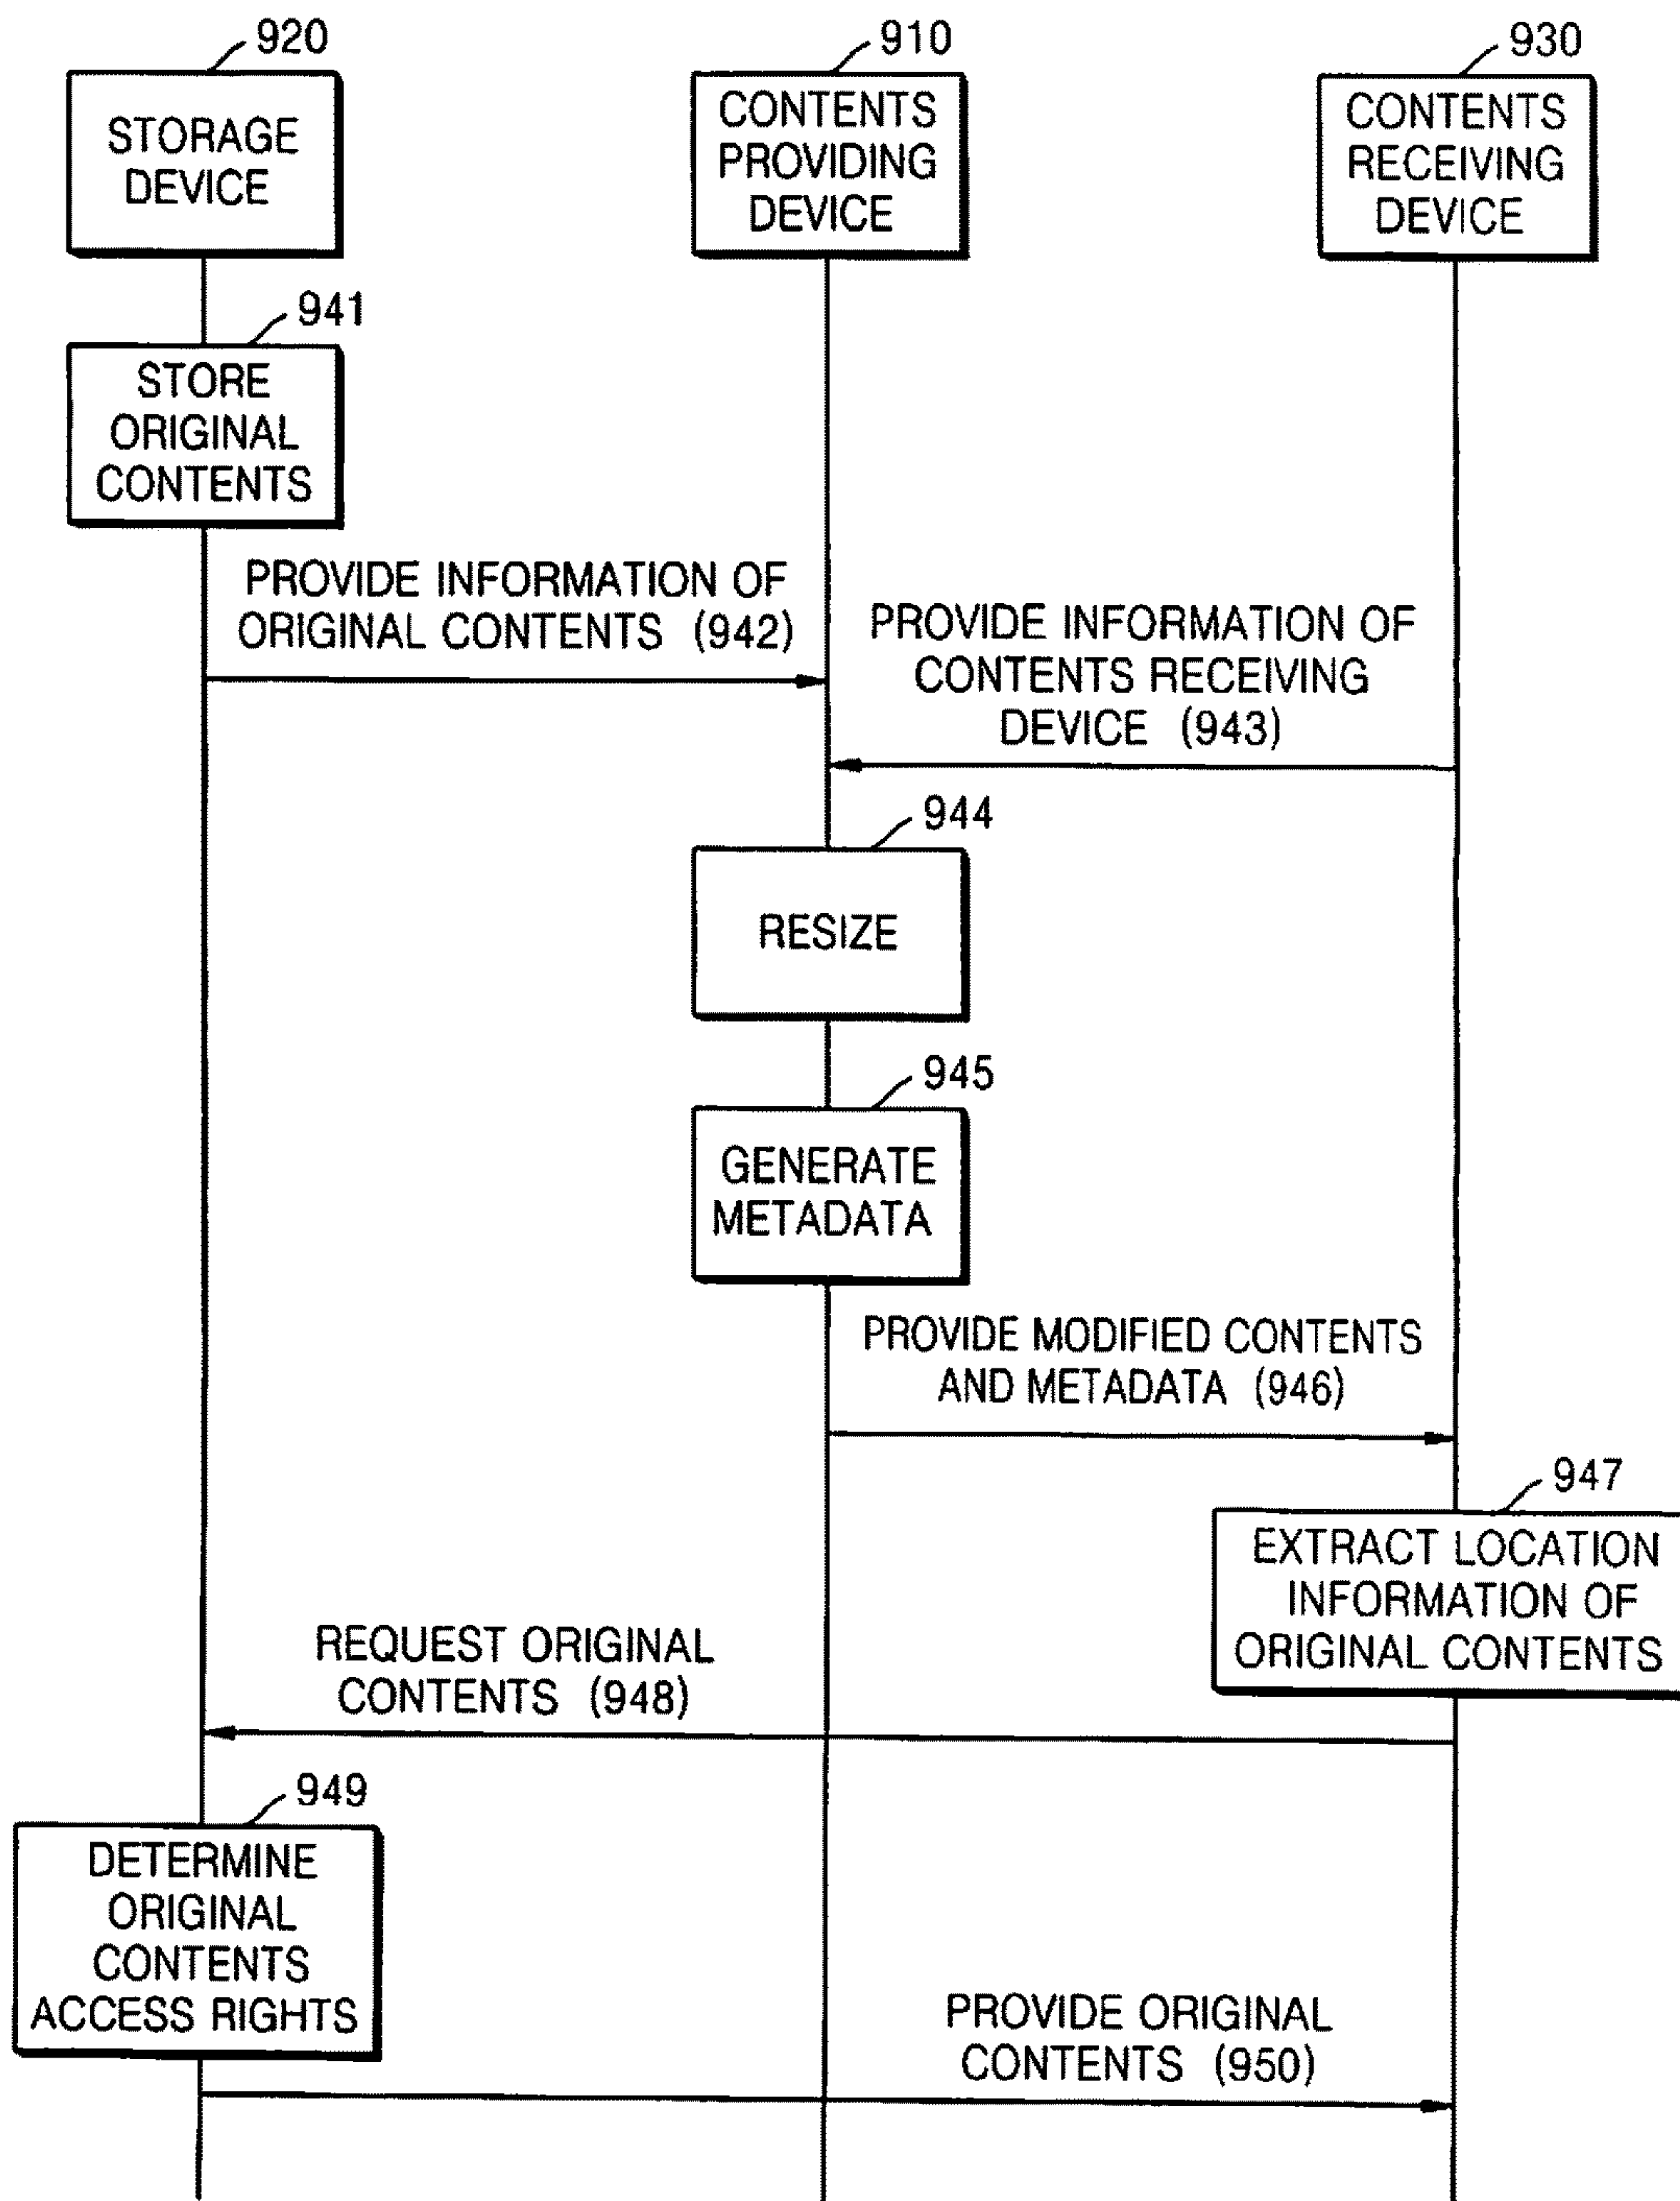 920
910
930
STORAGE
DEVICE
CONTENTS
PROVIDING
DEVICE
CONTENTS
RECEIVING
DEVICE
941
STORE
ORIGINAL
CONTENTS
PROVIDE INFORMATION OF
ORIGINAL CONTENTS (942)
PROVIDE INFORMATION OF
CONTENTS RECEIVING
DEVICE (943)
944
RESIZE
945
GENERATE
METADATA
PROVIDE MODIFIED CONTENTS
AND METADATA (946)
947
EXTRACT LOCATION
INFORMATION OF
ORIGINAL CONTENTS
REQUEST ORIGINAL
CONTENTS (948)
949
DETERMINE
ORIGINAL
CONTENTS
ACCESS RIGHTS
PROVIDE ORIGINAL
CONTENTS (950)